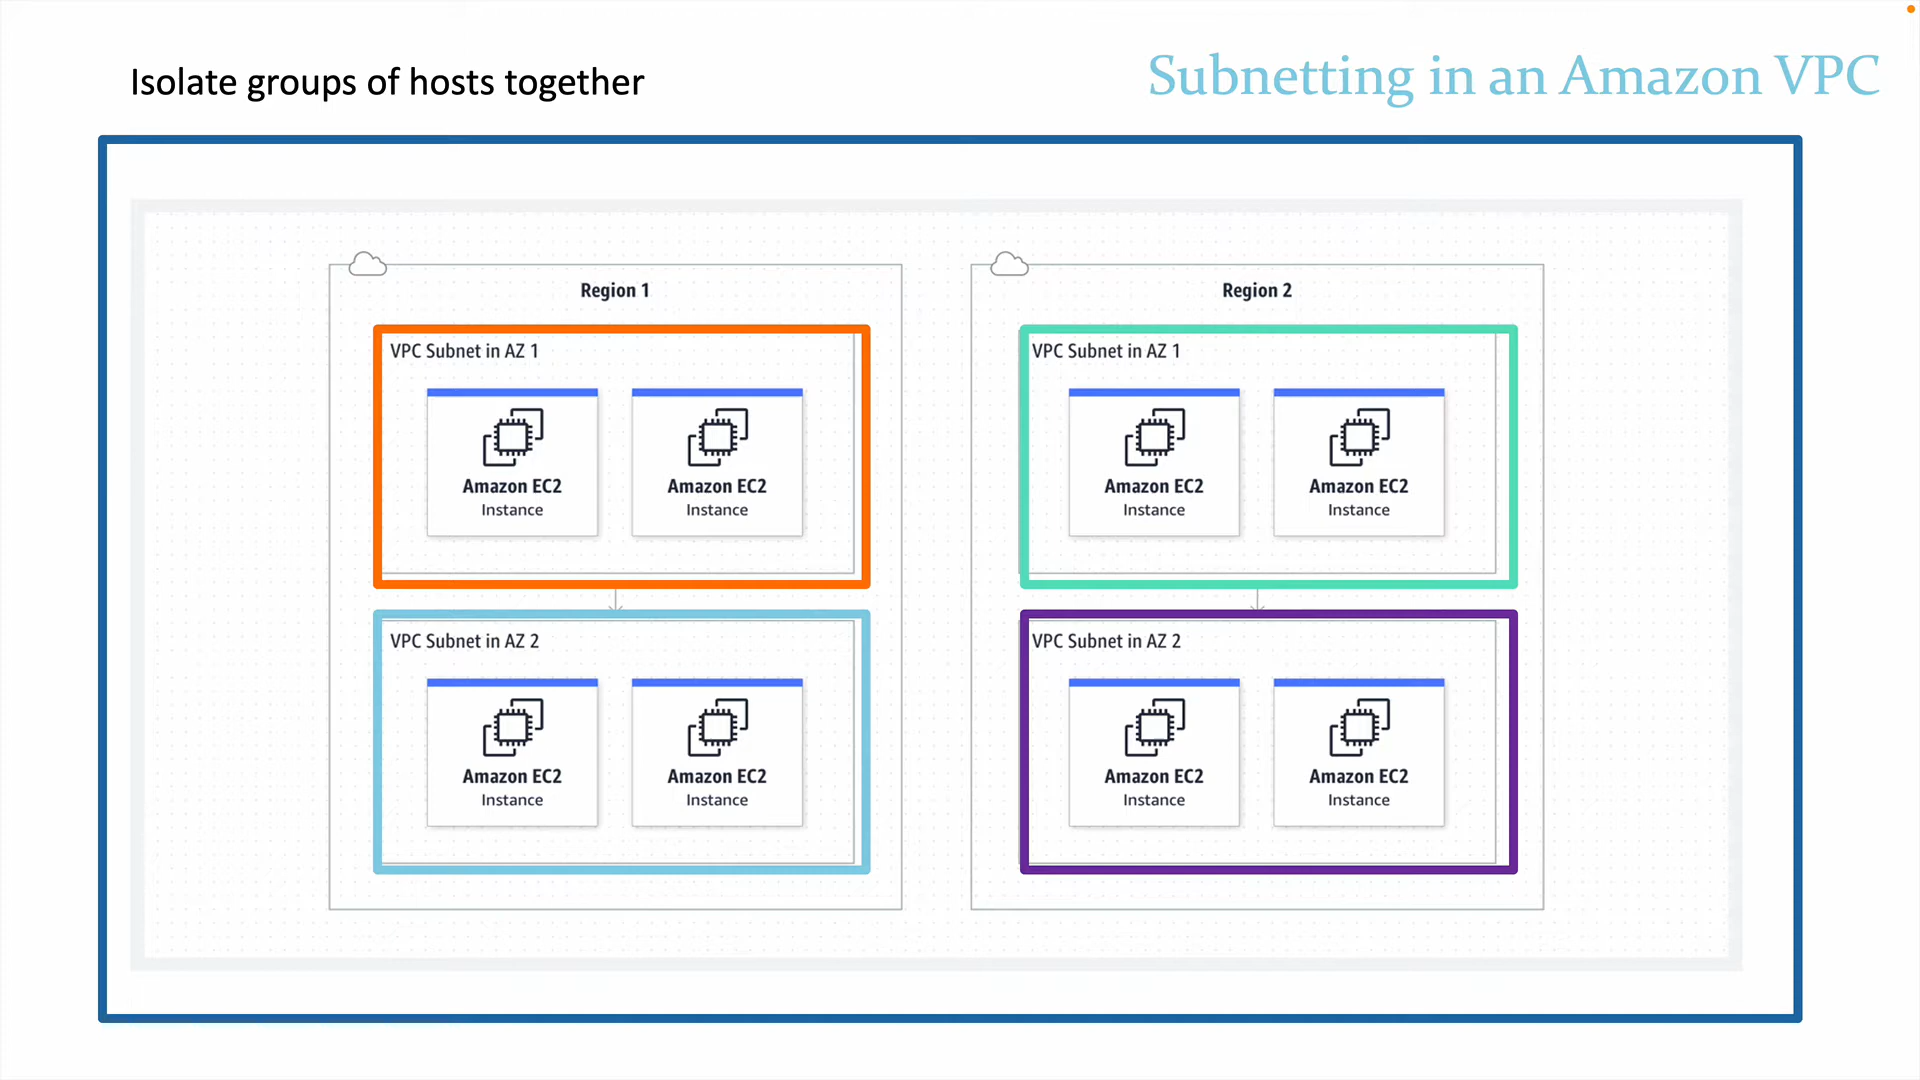 Isolate groups of hosts together
Subnetting in an Amazon VPC
Region 1
VPC Subnet in AZ 1
Amazon EC2
Instance
Amazon EC2
Instance
VPC Subnet in AZ 2
Amazon EC2
Instance
Amazon EC2
Instance
Region 2
VPC Subnet in AZ 1
Amazon EC2
Instance
Amazon EC2
Instance
VPC Subnet in AZ 2
Amazon EC2
Instance
Amazon EC2
Instance